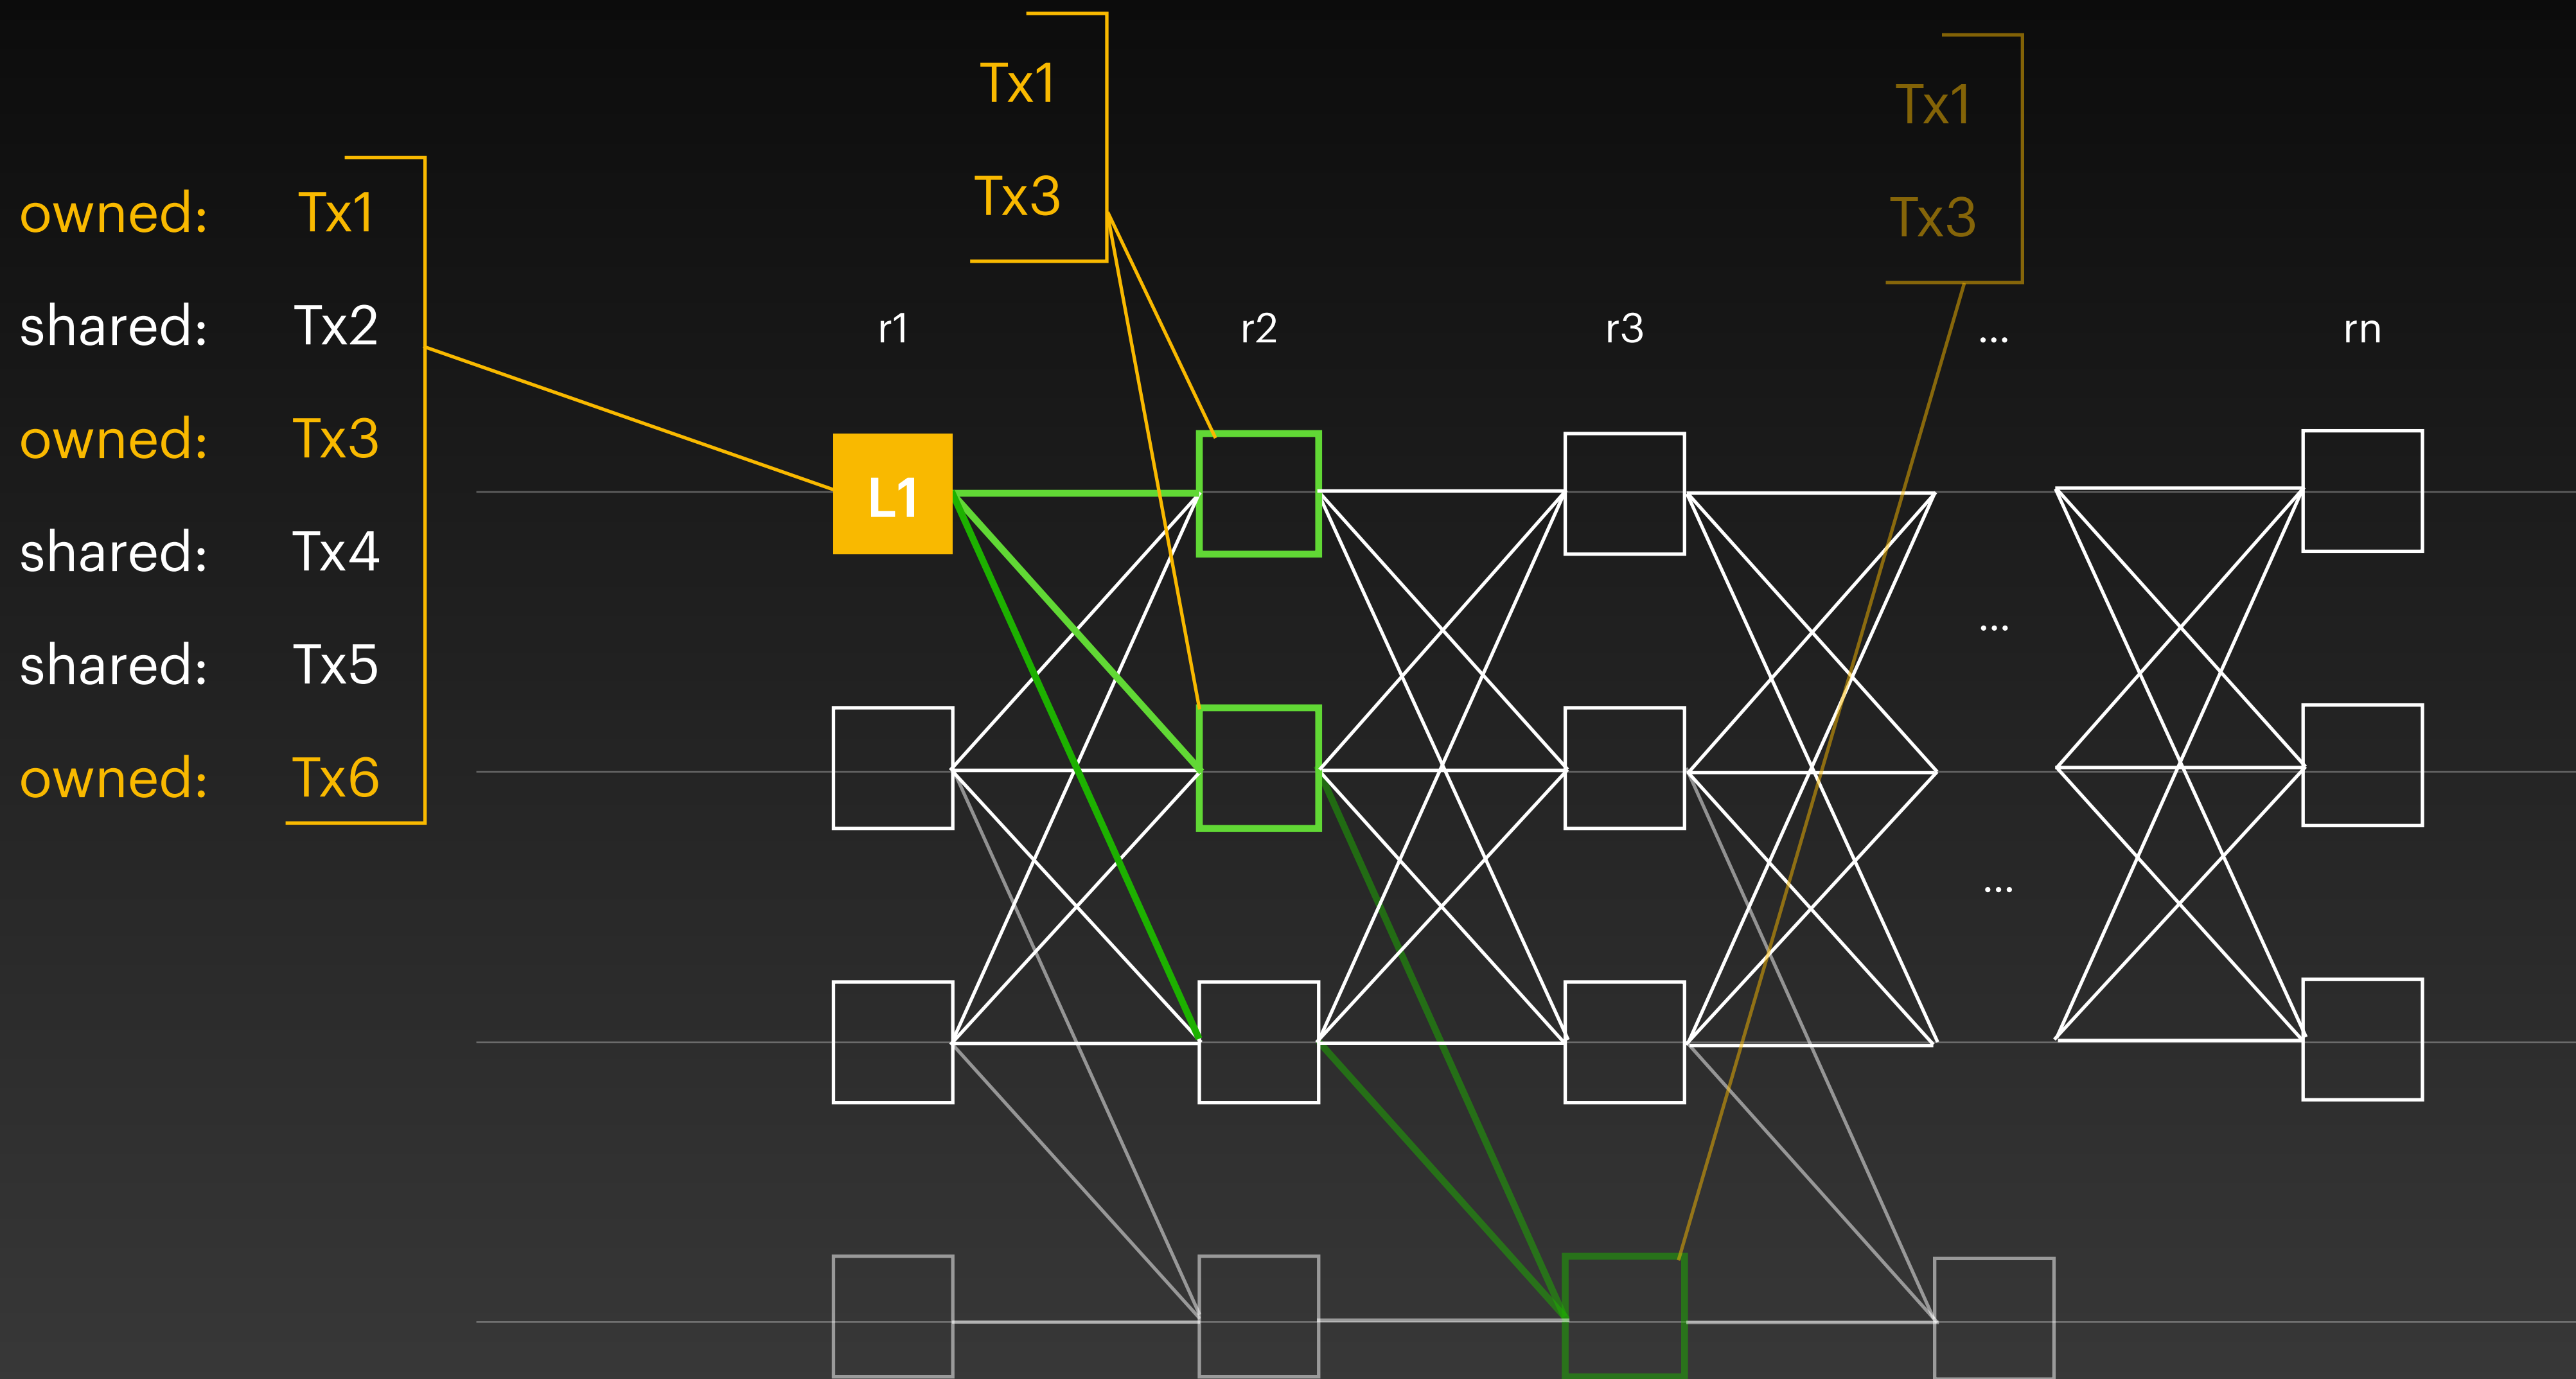 Tx1
Tx3
Tx1
Tx3
owned: Tx1
shared: Tx2
owned: Tx3
shared: Tx4
shared: Tx5
owned: Tx6
r1 r2 r3 ... rn
L1
...
...